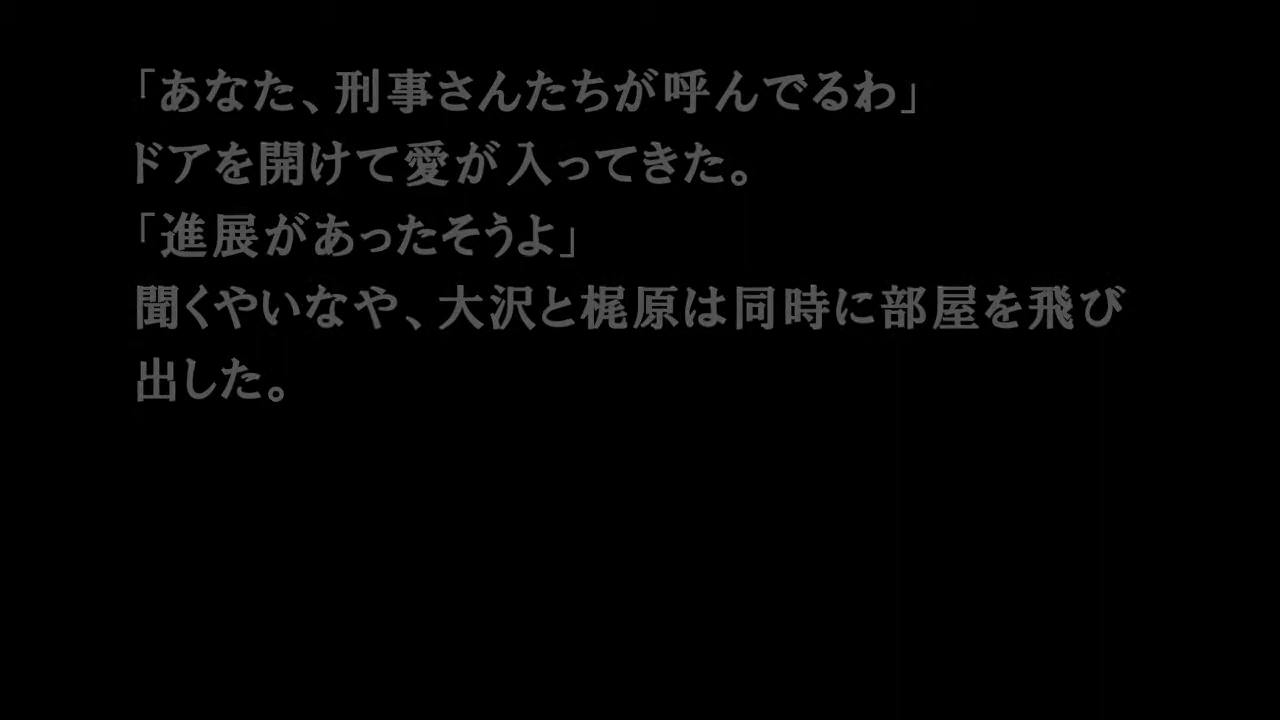 「あなた、刑事さんたちが呼んでるわ」
ドアを開けて愛が入ってきた。
「進展があったそうよ」
聞くやいなや、大沢と梶原は同時に部屋を飛び
出した。